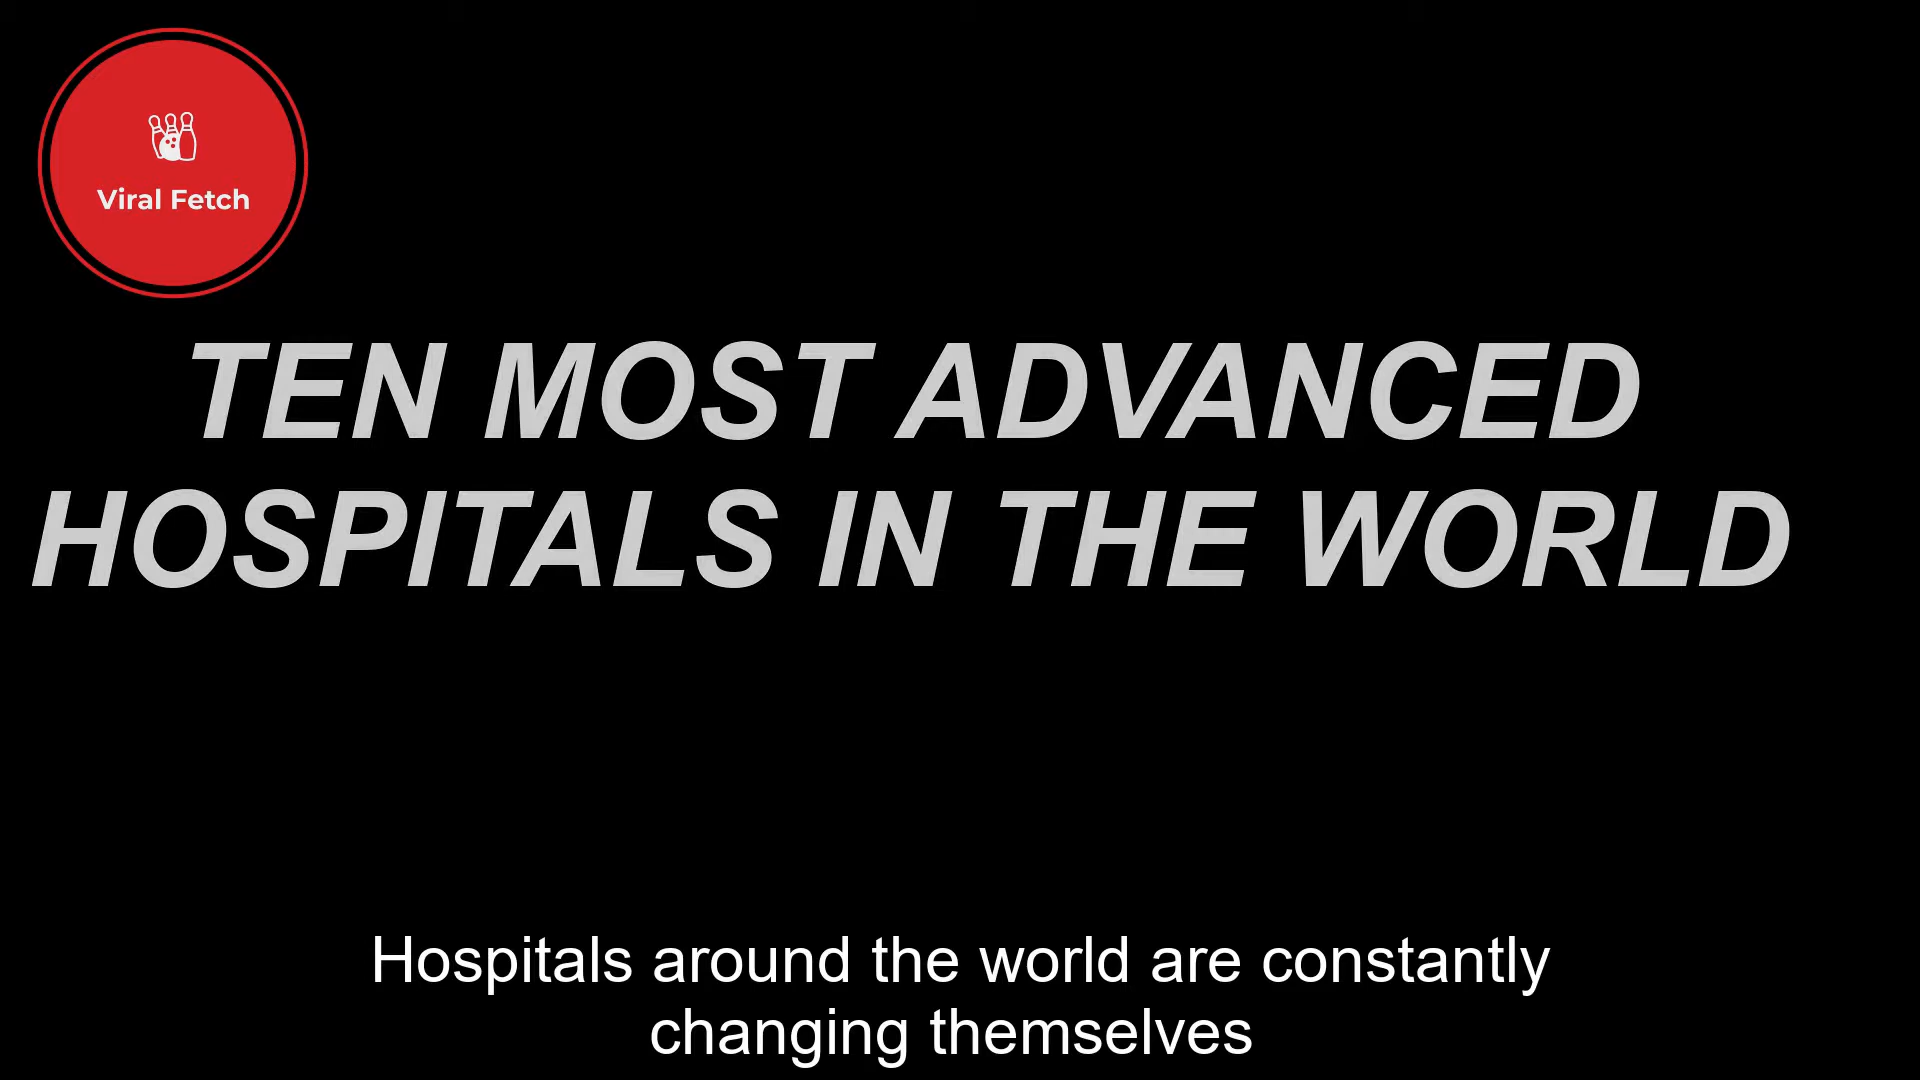 Viral Fetch
TEN MOST ADVANCED
HOSPITALS IN THE WORLD
Hospitals around the world are constantly
changing themselves